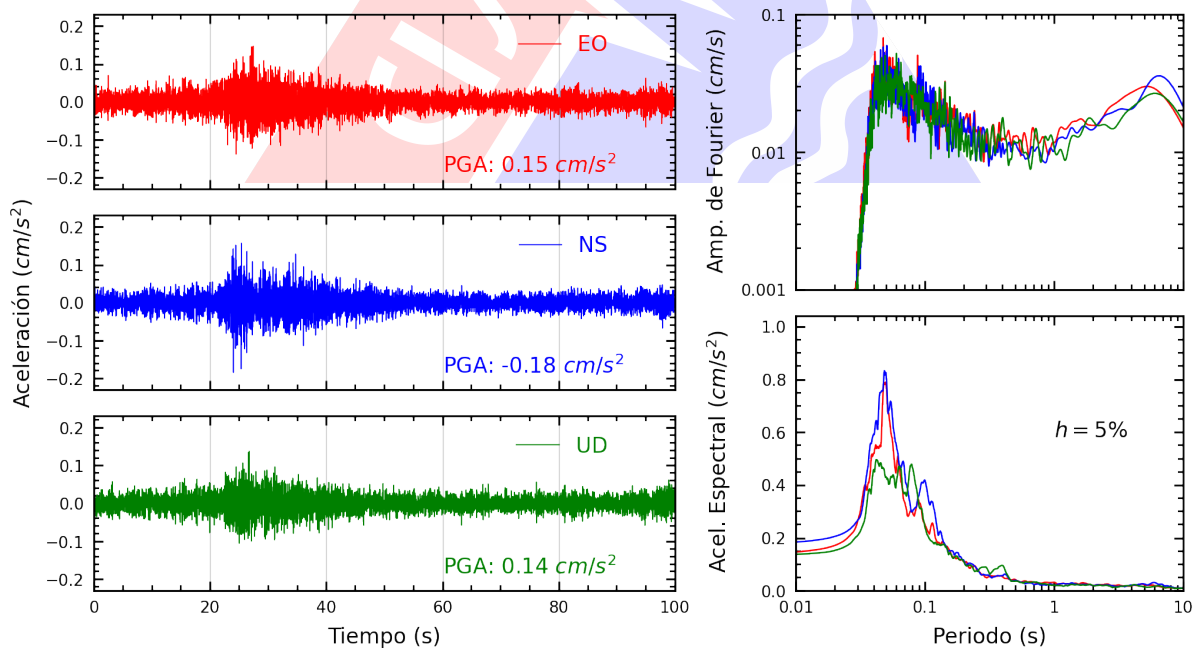 Aceleración (cm/s²)
0.2
0.1
0.0
−0.1
−0.2
EO
PGA: 0.15 cm/s²
0.2
0.1
0.0
−0.1
−0.2
NS
PGA: -0.18 cm/s²
0.2
0.1
0.0
−0.1
−0.2
UD
PGA: 0.14 cm/s²
0 20 40 60 80 100
Tiempo (s)
Amp. de Fourier (cm/s)
0.1
0.01
0.001
Acel. Espectral (cm/s²)
1.0
0.8
0.6
0.4
0.2
0.0
h = 5%
0.01 0.1 1 10
Periodo (s)